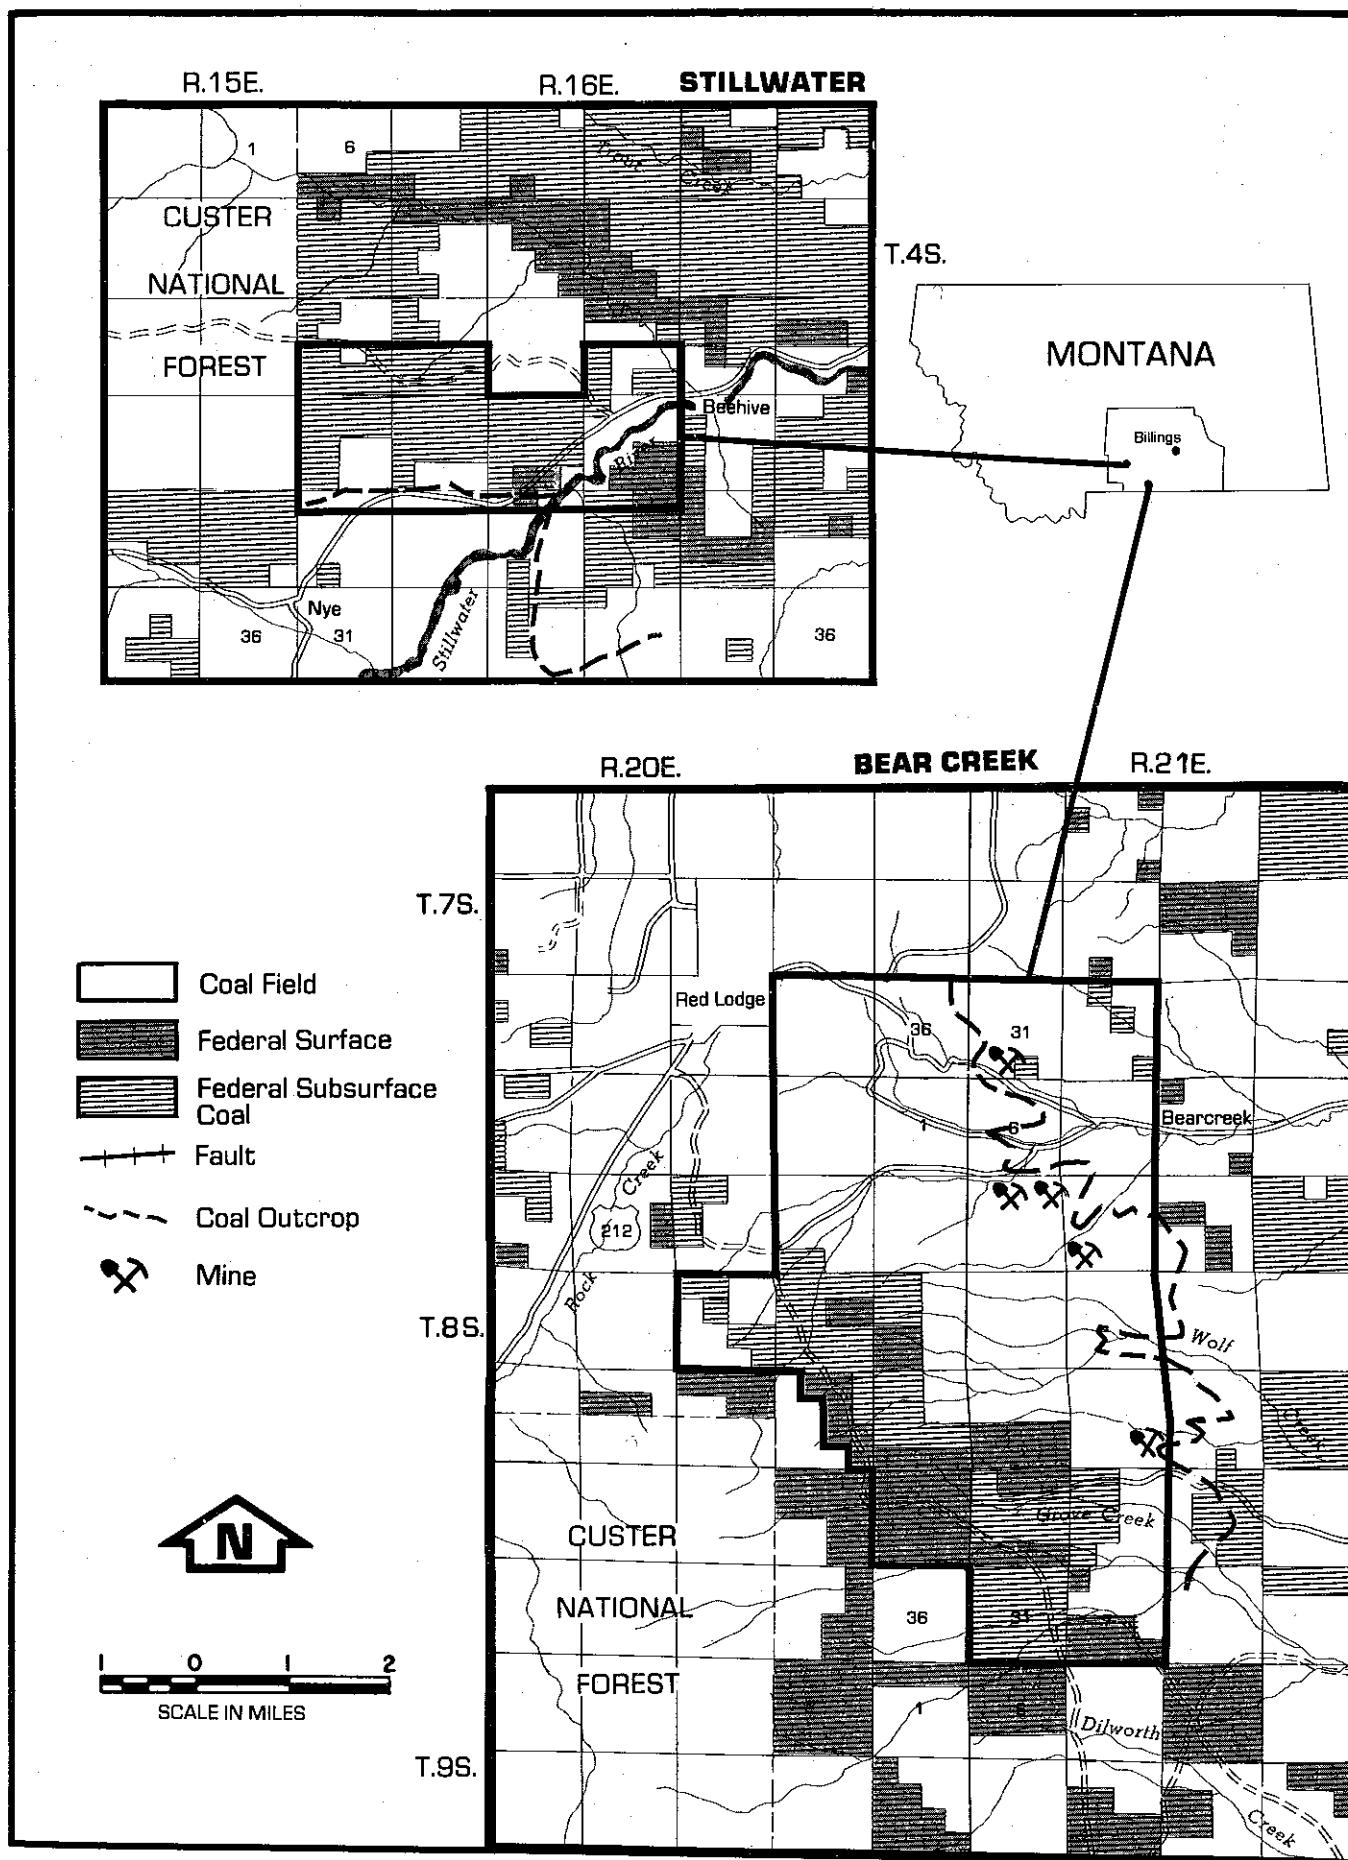 R.15E.
R.16E.
STILLWATER
1
6
Trout Creek
CUSTER
NATIONAL
FOREST
T.4S.
MONTANA
Billings
Beehive
River
Nye
Stillwater
36
31
36
R.20E.
BEAR CREEK
R.21E.
T.7S.
Coal Field
Federal Surface
Federal Subsurface
Coal
Fault
Coal Outcrop
Mine
Red Lodge
36
31
Bearcreek
1
6
Creek
212
Rock
T.8S.
Wolf
Creek
Grove Creek
N
CUSTER
NATIONAL
FOREST
36
31
1
6
Dilworth
Creek
1 0 1 2
SCALE IN MILES
T.9S.